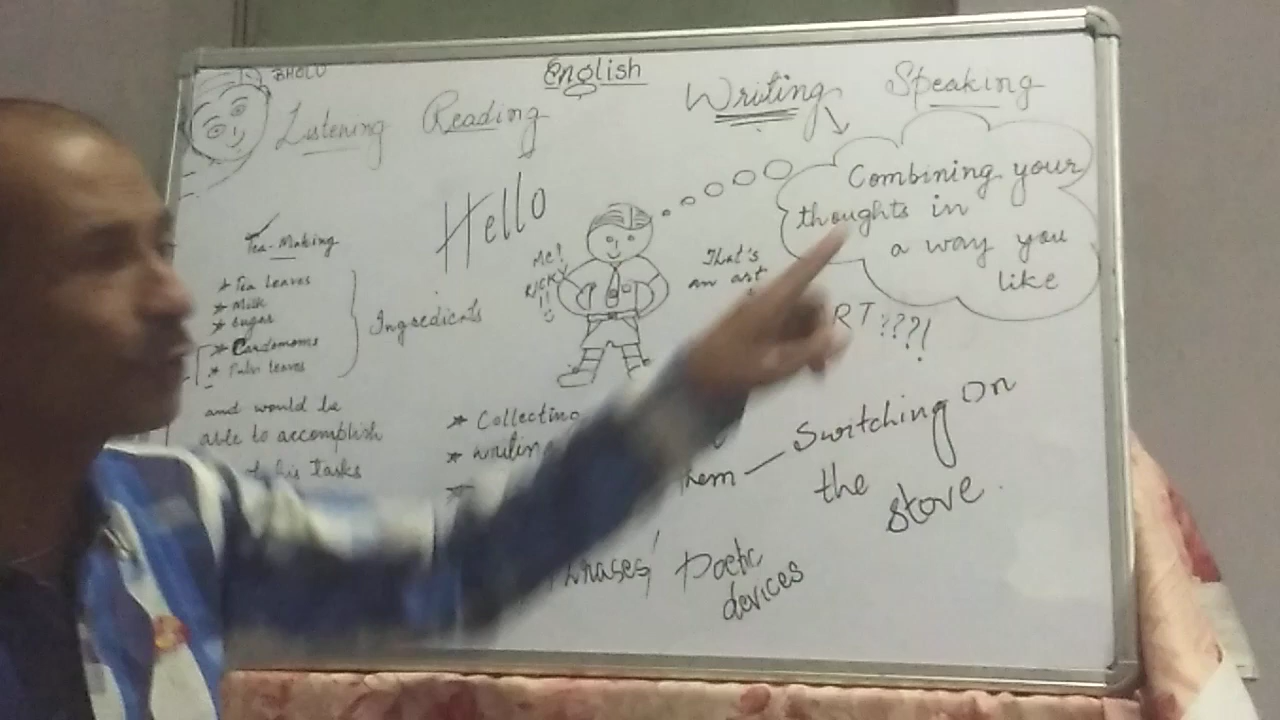 BHOLU
English
Listening Reading
Writing Speaking
Hello
Combining your
thoughts in
a way you
like
Me!
RICKY
!!
That's
an art
RT???!
Tea-Making
* Tea leaves
* Milk
* Sugar
* Cardamoms
* Tulsi leaves
Ingredients
and would be
able to accomplish
his tasks
* Collecting
* writing
them — Switching On
the
stove.
Phrases, Poetic
devices